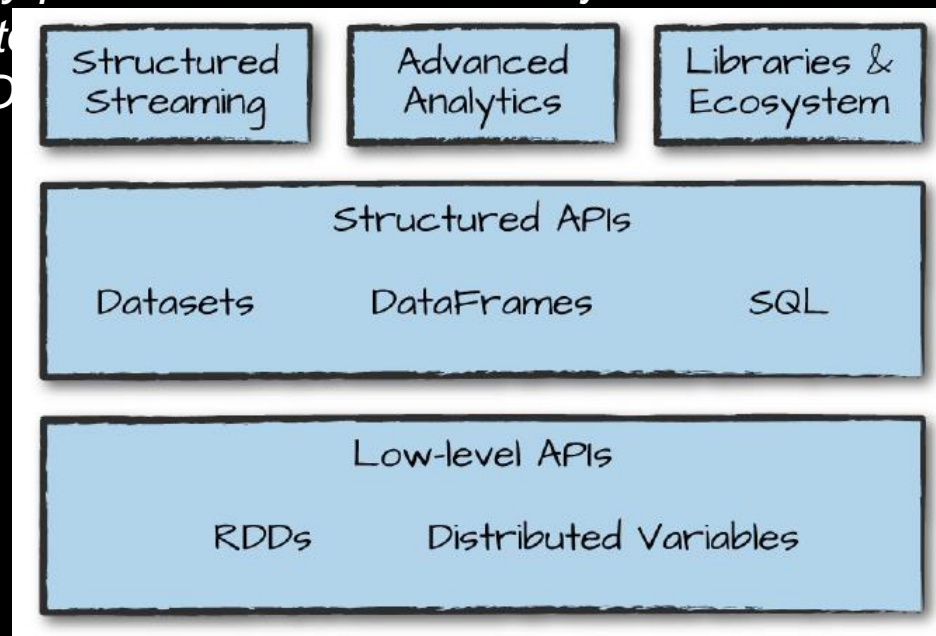 Structured
Streaming
Advanced
Analytics
Libraries &
Ecosystem
Structured APIs
Datasets DataFrames SQL
Low-level APIs
RDDs Distributed Variables